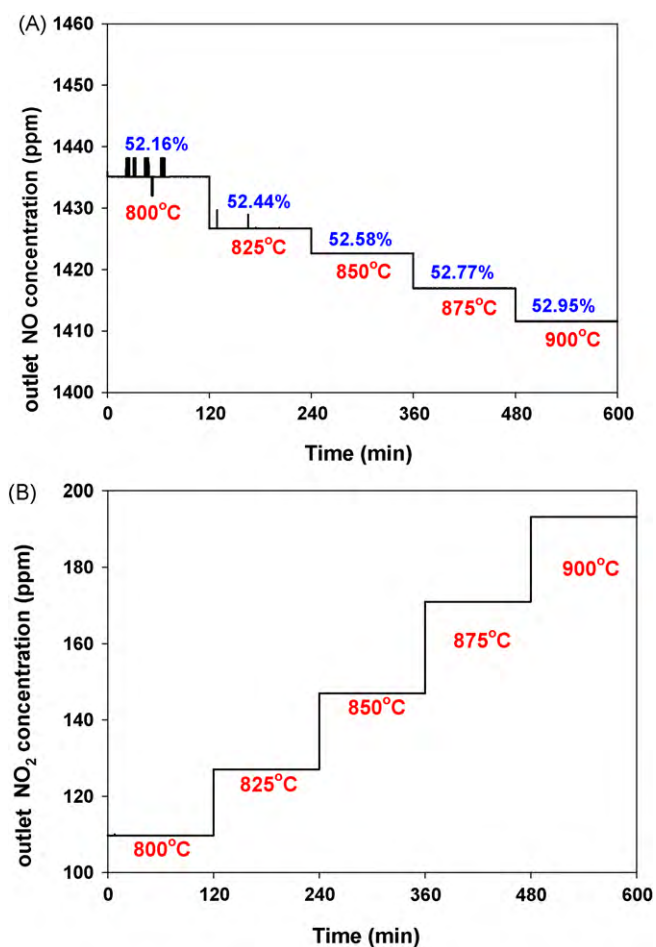 (A)
1460
1450
1440
1430
1420
1410
1400
outlet NO concentration (ppm)
52.16%
800°C
52.44%
825°C
52.58%
850°C
52.77%
875°C
52.95%
900°C
0 120 240 360 480 600
Time (min)
(B)
200
180
160
140
120
100
outlet NO₂ concentration (ppm)
800°C
825°C
850°C
875°C
900°C
0 120 240 360 480 600
Time (min)